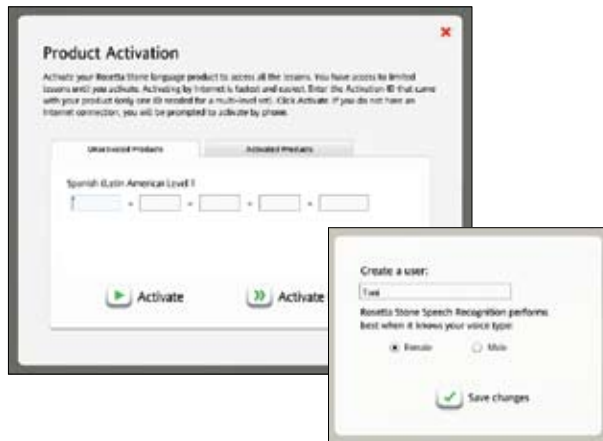 Product Activation
Activate your Rosetta Stone language product to access all the lessons. You have access to limited
lessons until you activate. Activating by Internet is fastest and easiest. Enter the Activation ID that came
with your product (only one ID needed for a multi-level set). Click Activate. If you do not have an
Internet connection, you will be prompted to activate by phone.
Unactivated Products
Activated Products
Spanish (Latin American) Level 1
Activate
Activate
Create a user:
Rosetta Stone Speech Recognition performs
best when it knows your voice type:
Female
Male
Save changes